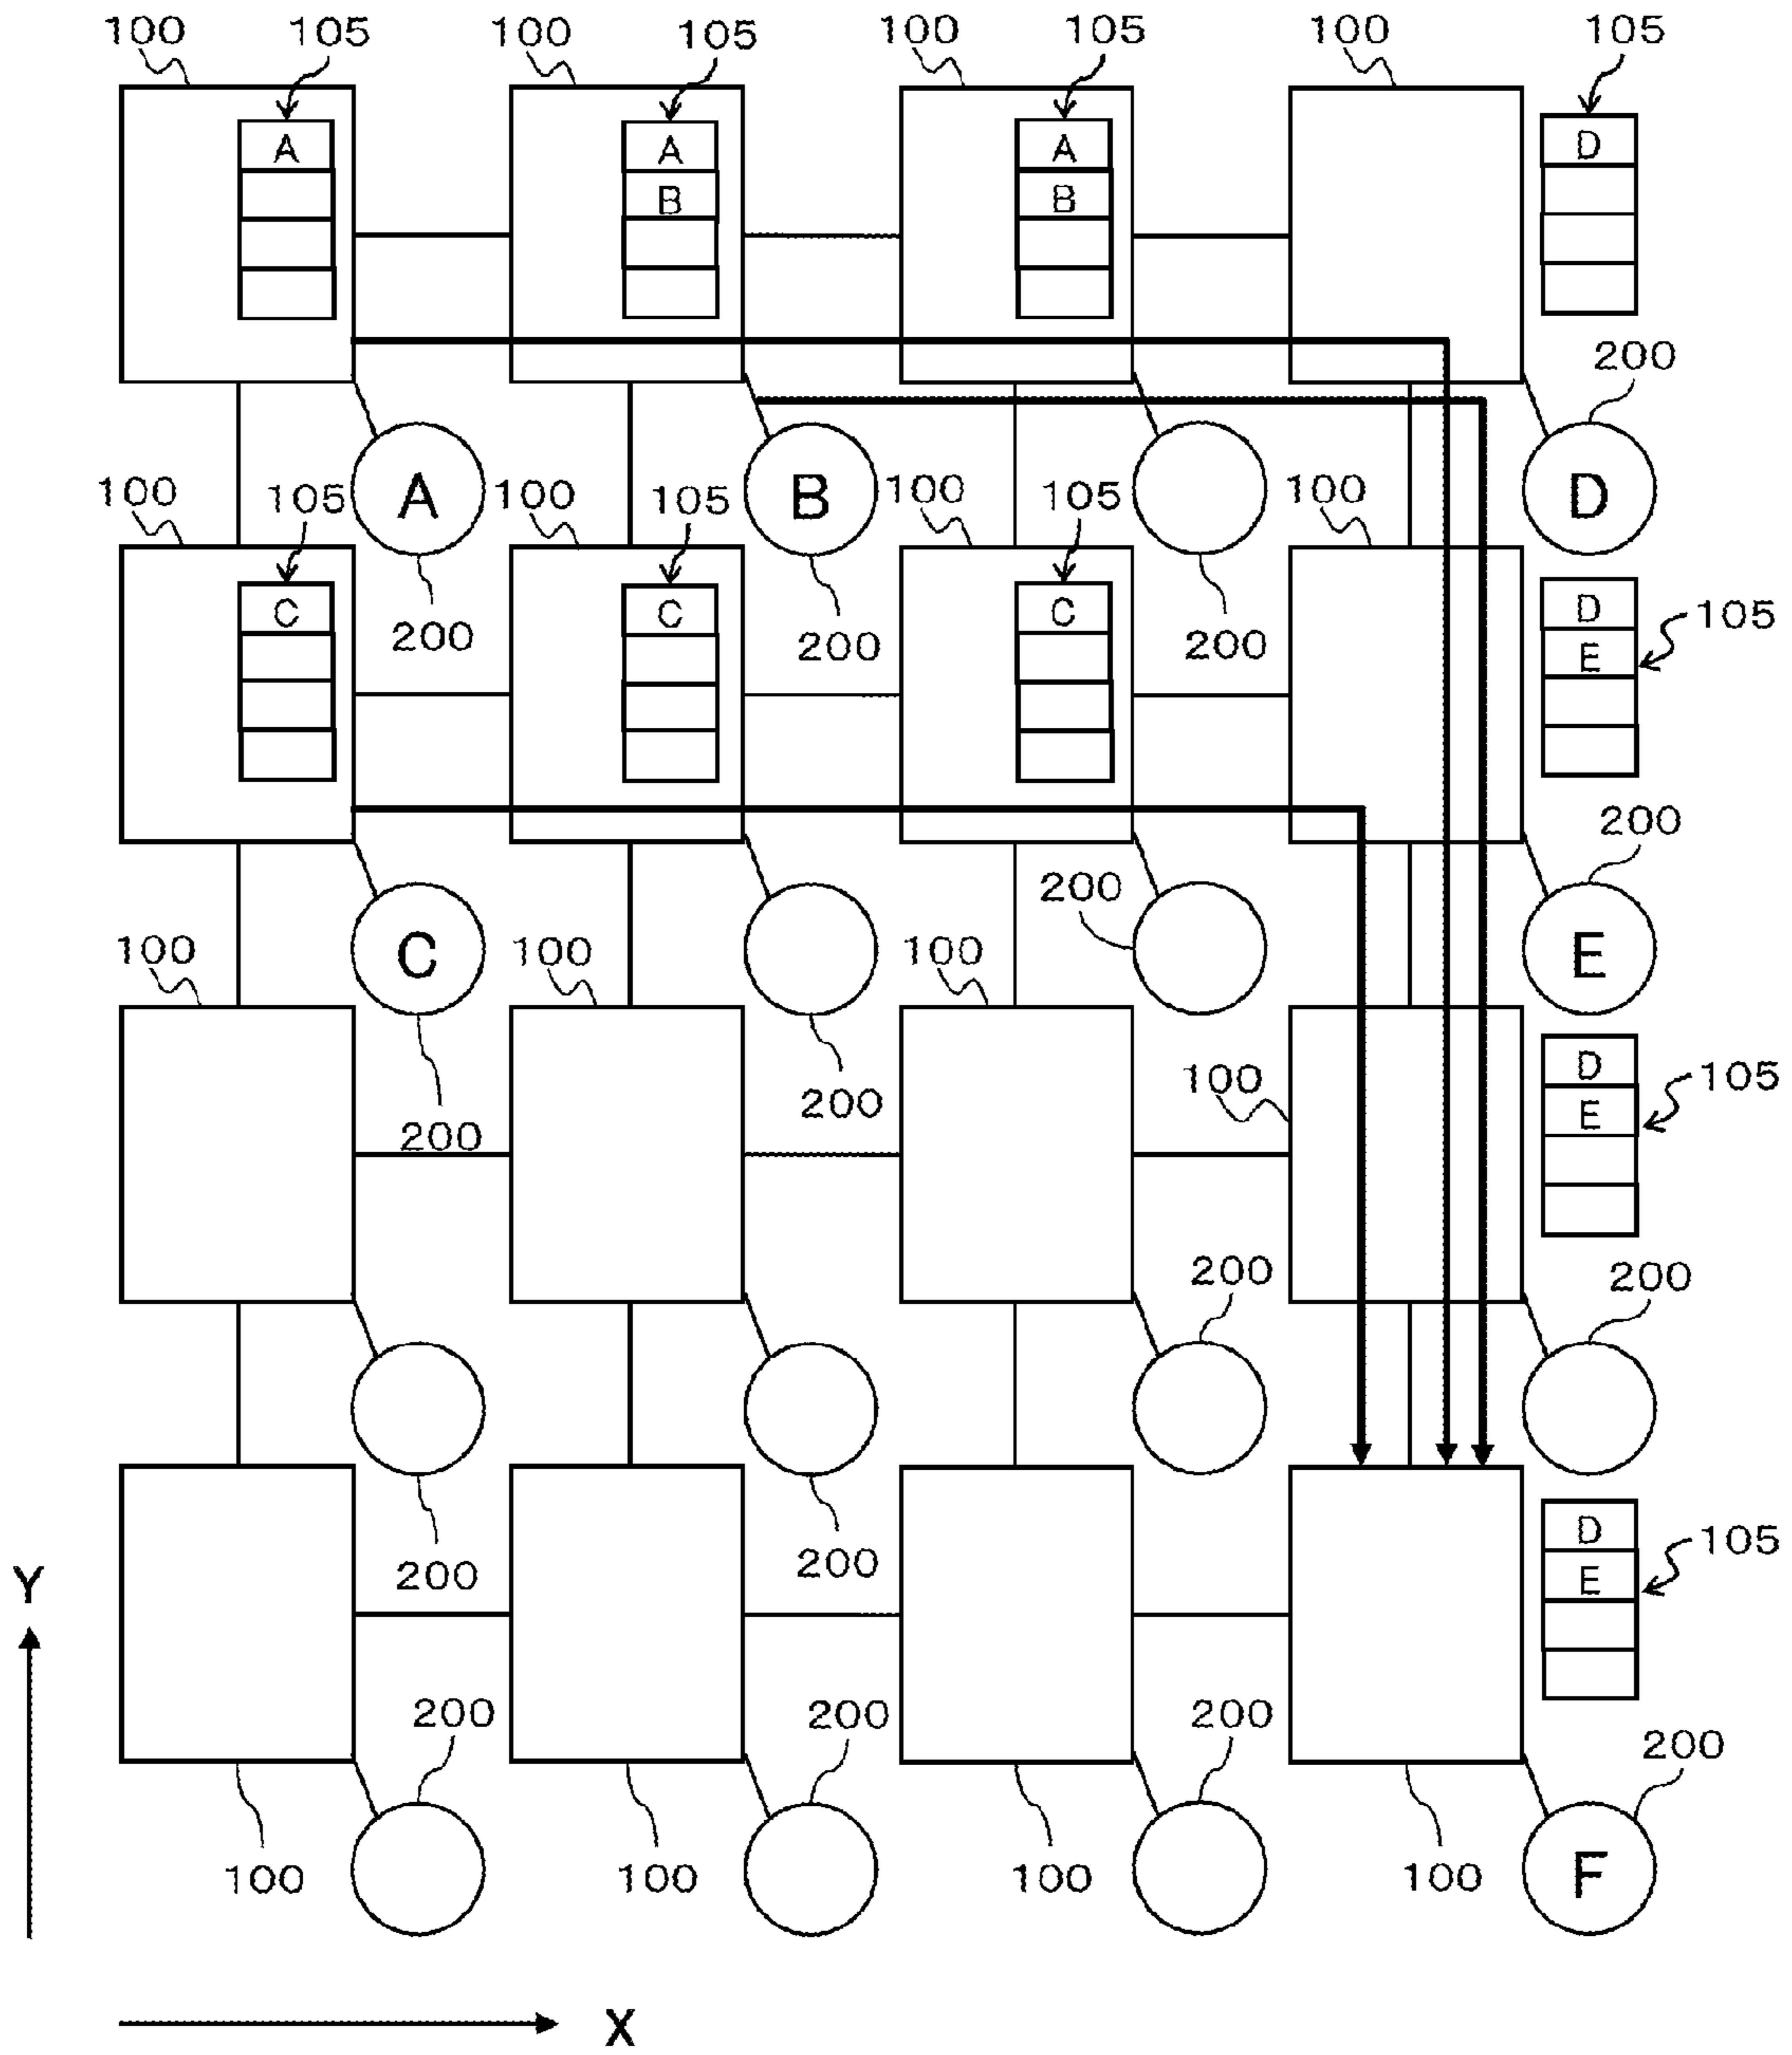 100 105 100 105 100 105 100 105
A A A D
B B
200
A B D
100 105 100 105 100 105 100
200 200 200
C C C D
E 105
200
200
C E
100 100 100
200 200
D 105
E
100
200 200
200 200
D 105
E
Y
200 200 200 200
100 100 100 100
F
X